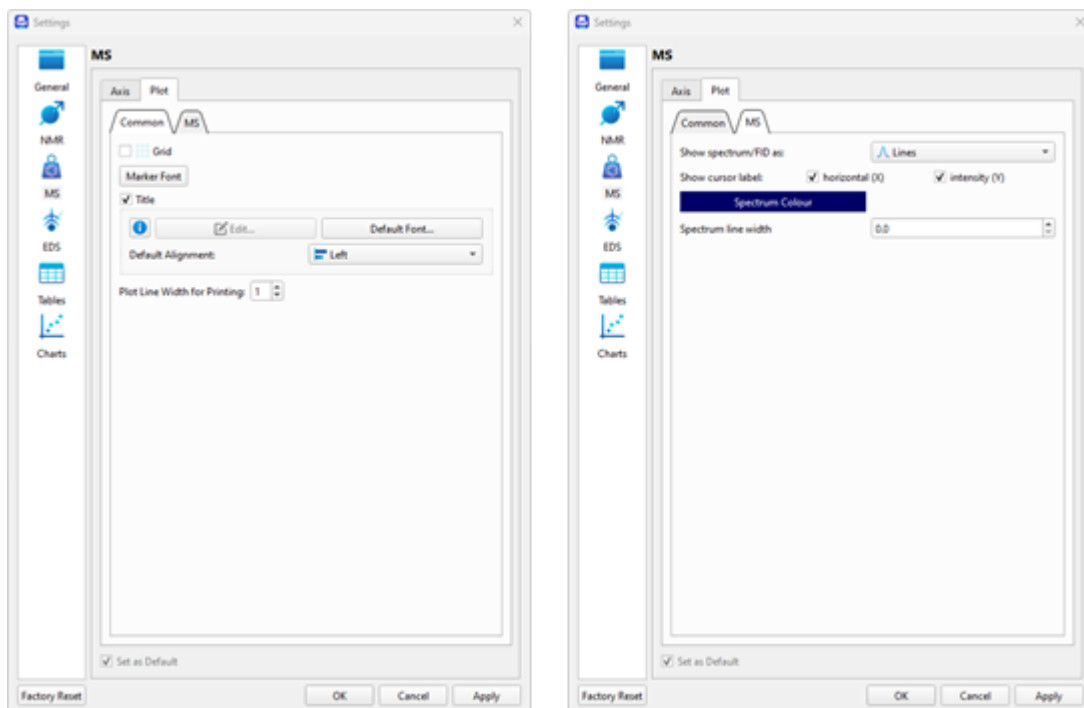 Settings
MS
General
NMR
MS
EDS
Tables
Charts
Axis Plot
Common MS
Grid
Marker Font
Title
Edit... Default Font...
Default Alignment: Left
Plot Line Width for Printing: 1
Set as Default
Factory Reset OK Cancel Apply
Settings
MS
General
NMR
MS
EDS
Tables
Charts
Axis Plot
Common MS
Show spectrum/FID as: Lines
Show cursor label: horizontal (X) intensity (Y)
Spectrum Colour
Spectrum line width 0.0
Set as Default
Factory Reset OK Cancel Apply